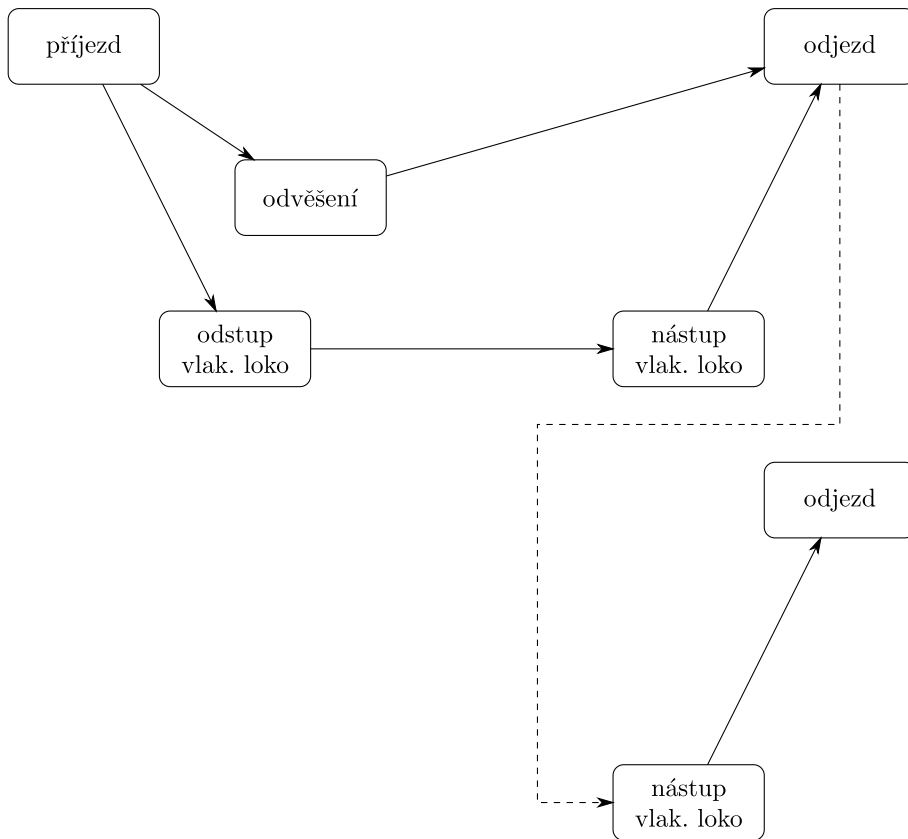 příjezd
odjezd
odvěšení
odstup
vlak. loko
nástup
vlak. loko
odjezd
nástup
vlak. loko